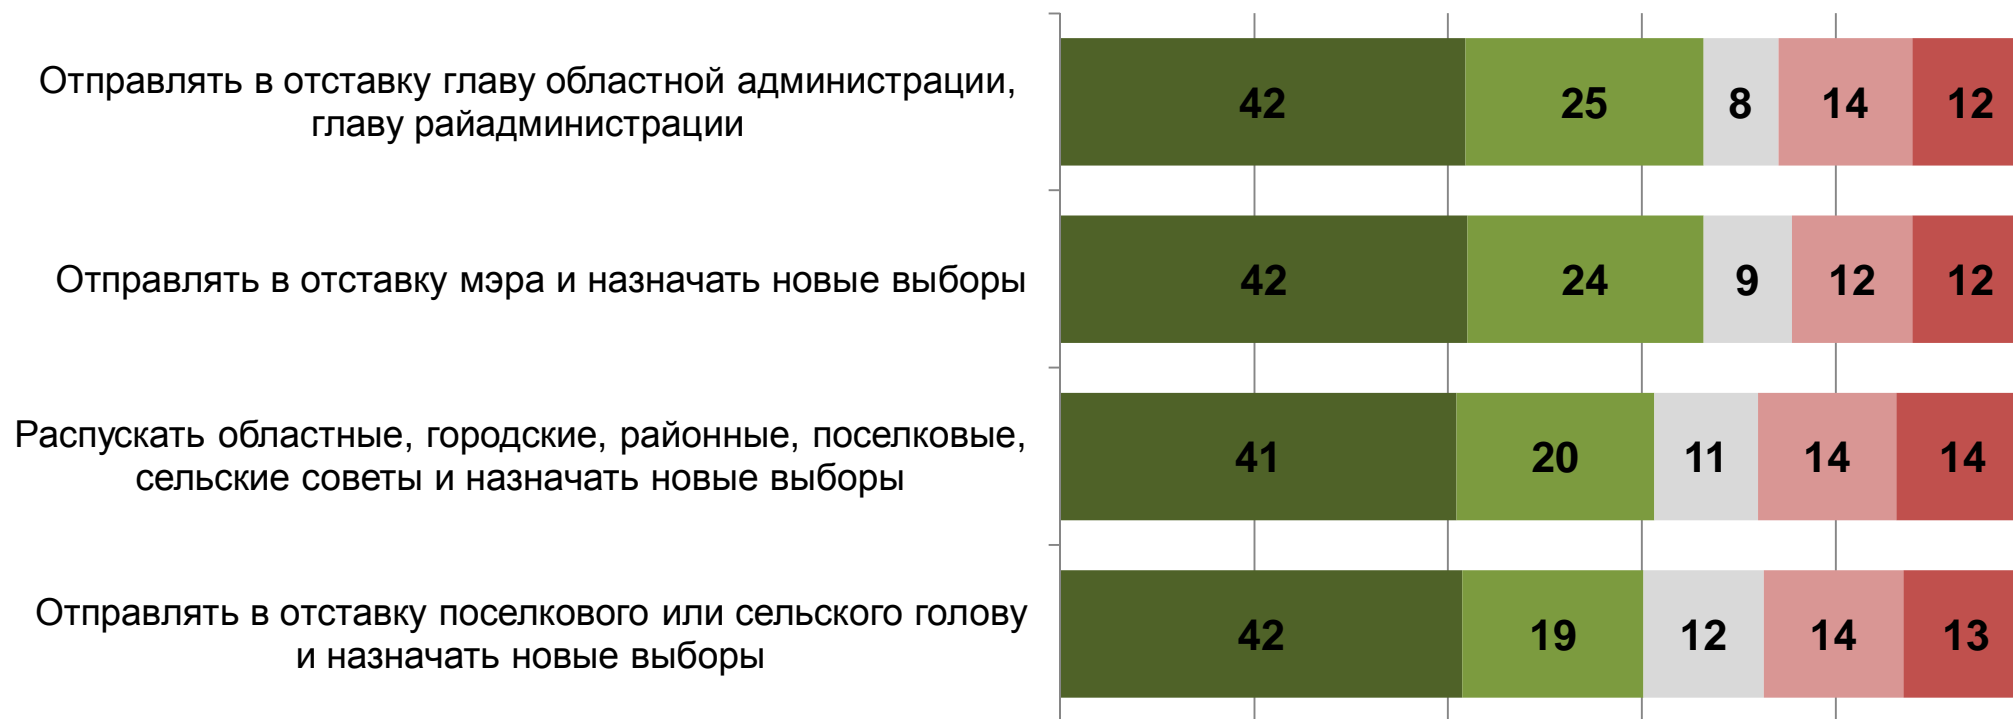 Отправлять в отставку главу областной администрации,
главу райадминистрации
42 25 8 14 12
Отправлять в отставку мэра и назначать новые выборы
42 24 9 12 12
Распускать областные, городские, районные, поселковые,
сельские советы и назначать новые выборы
41 20 11 14 14
Отправлять в отставку поселкового или сельского голову
и назначать новые выборы
42 19 12 14 13